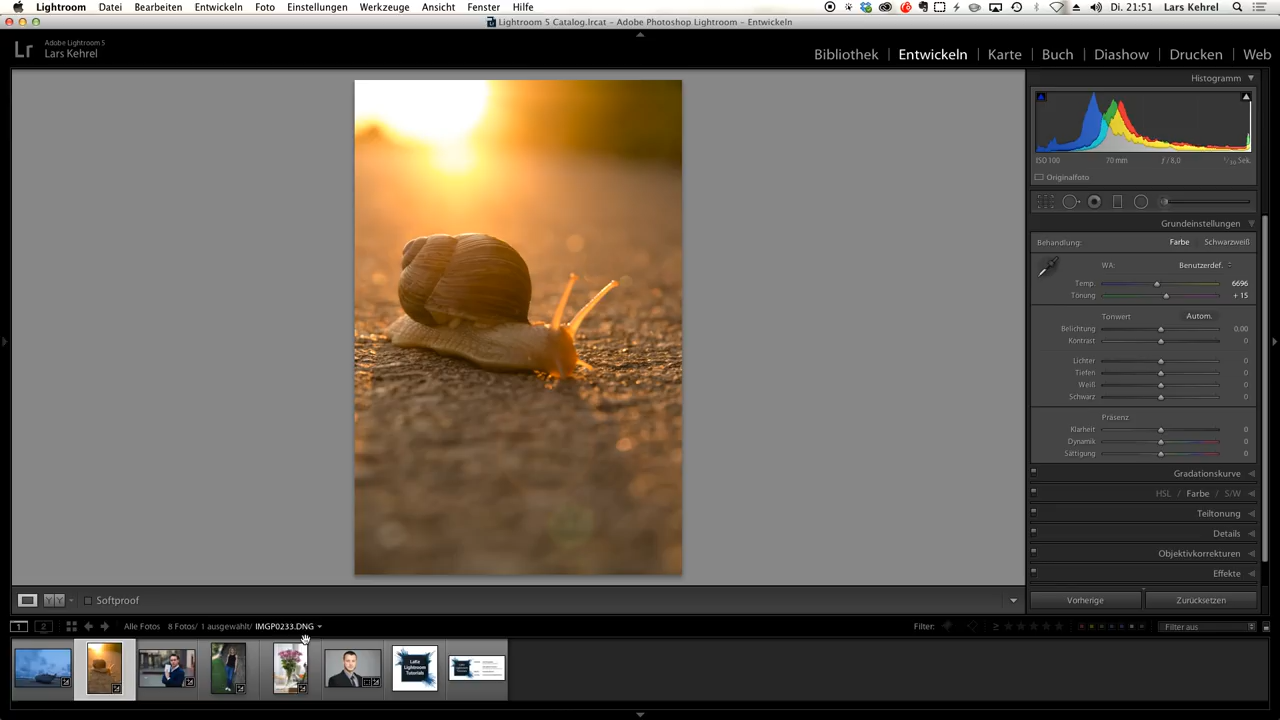 Lightroom Datei Bearbeiten Entwickeln Foto Einstellungen Werkzeuge Ansicht Fenster Hilfe Di. 21:51 Lars Kehrel
Lightroom 5 Catalog.lrcat – Adobe Photoshop Lightroom – Entwickeln
Lr Adobe Lightroom 5
Lars Kehrel
Bibliothek Entwickeln Karte Buch Diashow Drucken Web
Histogramm
ISO 100 70 mm ƒ / 8,0 Sek.
Originalfoto
Grundeinstellungen
Behandlung: Farbe Schwarzweiß
WA: Benutzerdef.
Temp. 6696
Tönung + 15
Tonwert Autom.
Belichtung 0,00
Kontrast 0
Lichter 0
Tiefen 0
Weiß 0
Schwarz 0
Präsenz
Klarheit 0
Dynamik 0
Sättigung 0
Gradationskurve
HSL / Farbe / S/W
Teiltonung
Details
Objektivkorrekturen
Effekte
YY Softproof
Vorherige Zurücksetzen
1 2 Alle Fotos 8 Fotos/ 1 ausgewählt/ IMGP0233.DNG Filter: Filter aus
Lightroom
Tutorials